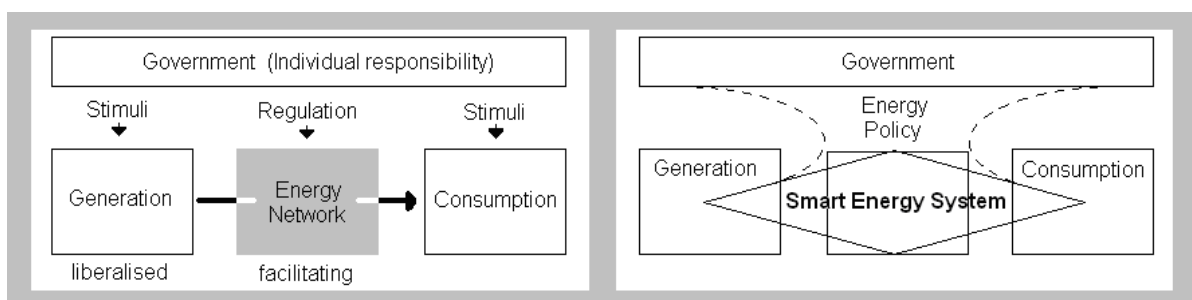 Government (Individual responsibility)
Stimuli
Regulation
Stimuli
Generation
Energy
Network
Consumption
liberalised
facilitating
Government
Energy
Policy
Generation
Consumption
Smart Energy System